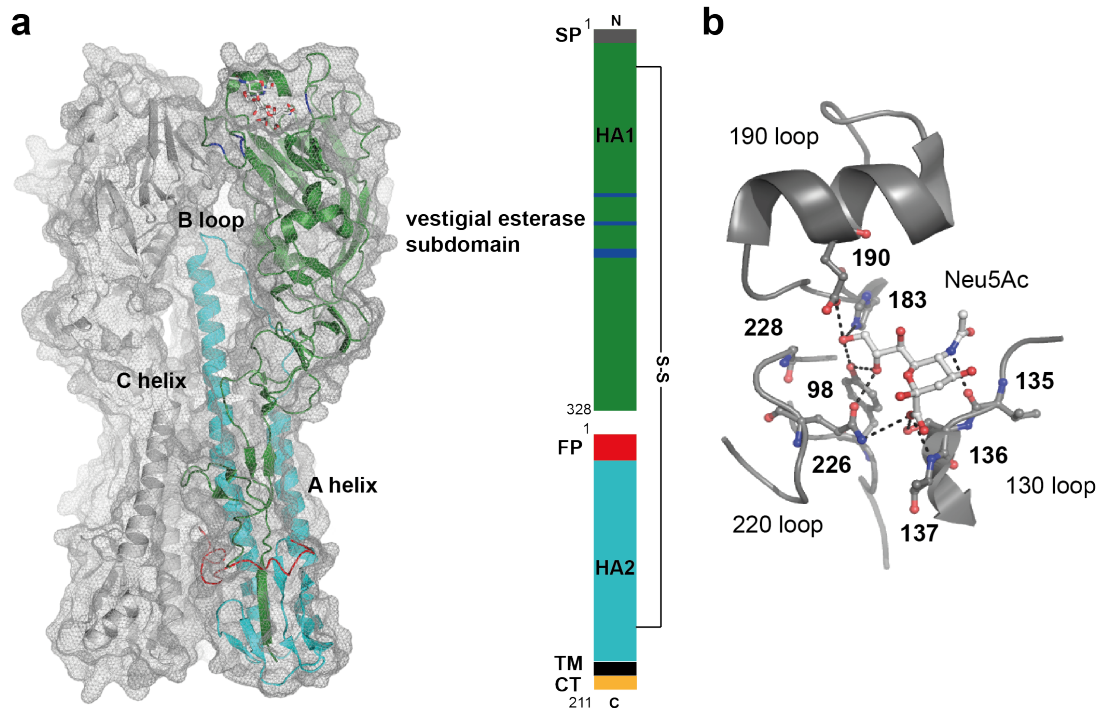 a
B loop
vestigial esterase
subdomain
C helix
A helix
1
N
SP
HA1
S-S
328
1
FP
HA2
TM
CT
211
C
b
190 loop
190
Neu5Ac
183
228
98
135
226
136
130 loop
220 loop
137